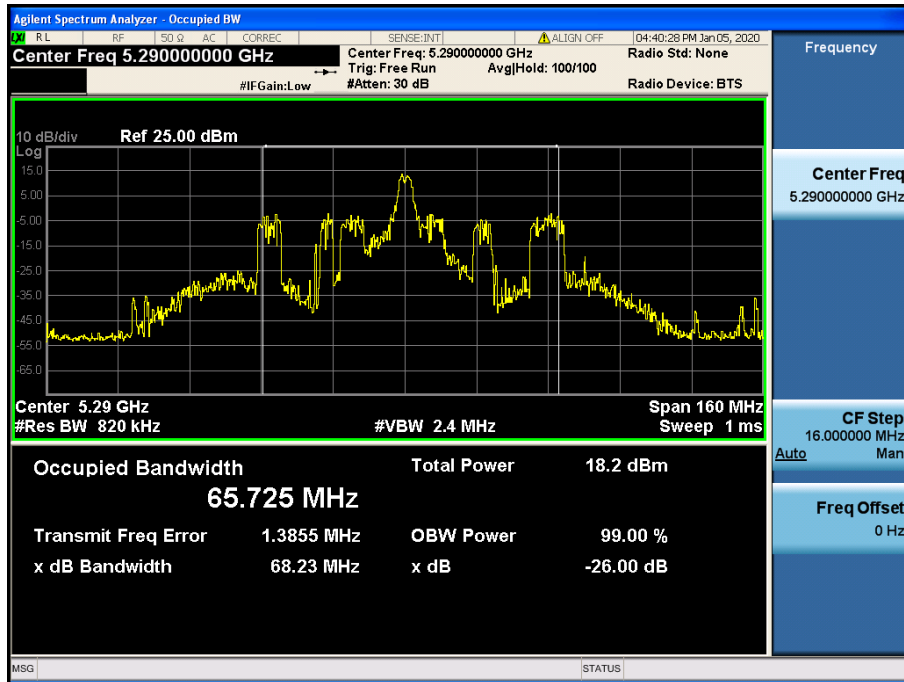 Agilent Spectrum Analyzer - Occupied BW
LXI RL RF 50 Ω AC CORREC SENSE:INT ALIGN OFF 04:40:28 PM Jan 05, 2020
Center Freq 5.290000000 GHz
Center Freq: 5.290000000 GHz
Radio Std: None
Trig: Free Run Avg|Hold: 100/100
#IFGain:Low
#Atten: 30 dB
Radio Device: BTS
10 dB/div Ref 25.00 dBm
Log
15.0
5.00
-5.00
-15.0
-25.0
-35.0
-45.0
-55.0
-65.0
Center 5.29 GHz Span 160 MHz
#Res BW 820 kHz #VBW 2.4 MHz Sweep 1 ms
Occupied Bandwidth Total Power 18.2 dBm
65.725 MHz
Transmit Freq Error 1.3855 MHz OBW Power 99.00 %
x dB Bandwidth 68.23 MHz x dB -26.00 dB
Frequency
Center Freq
5.290000000 GHz
CF Step
16.000000 MHz
Auto Man
Freq Offset
0 Hz
MSG STATUS